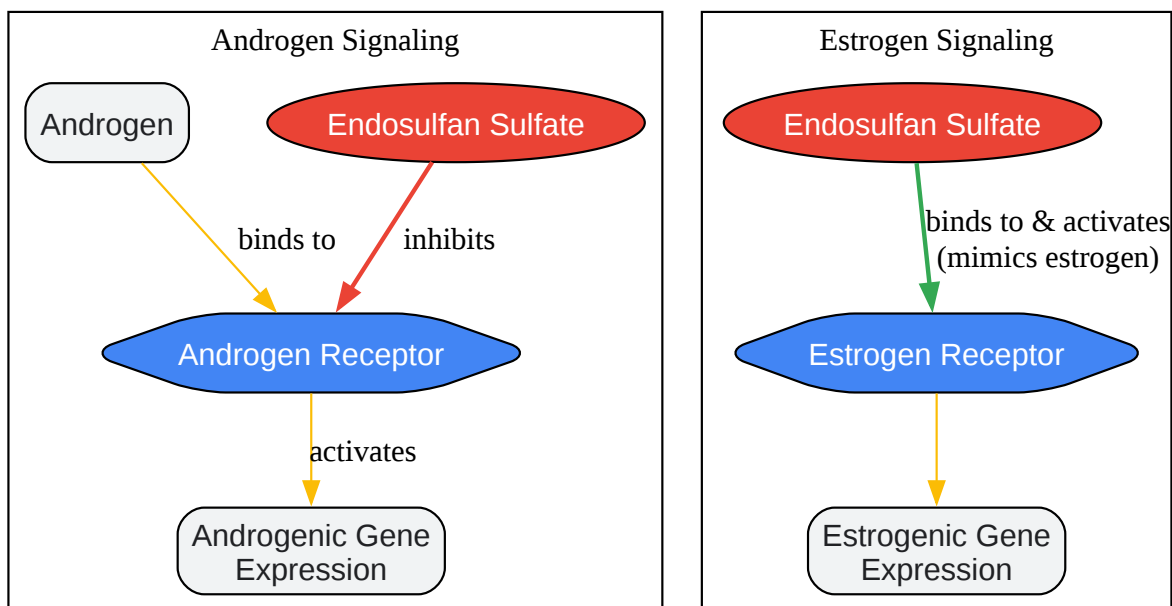 Androgen Signaling
Androgen
Endosulfan Sulfate
binds to
inhibits
Androgen Receptor
activates
Androgenic Gene
Expression
Estrogen Signaling
Endosulfan Sulfate
binds to & activates
(mimics estrogen)
Estrogen Receptor
Estrogenic Gene
Expression